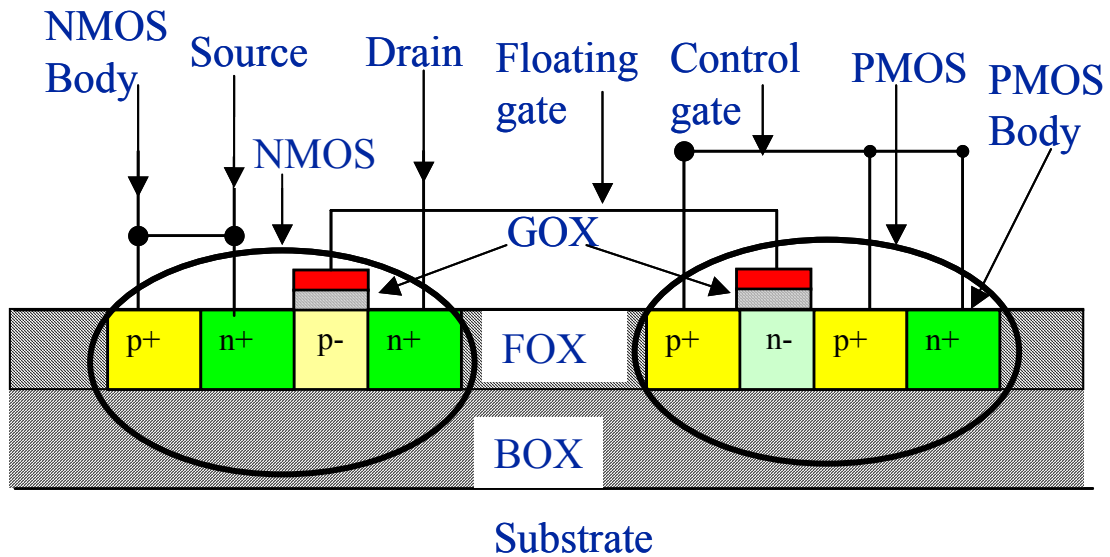 NMOS
Body
Source
Drain
Floating
gate
Control
gate
PMOS
PMOS
Body
NMOS
GOX
p+
n+
p-
n+
FOX
p+
n-
p+
n+
BOX
Substrate